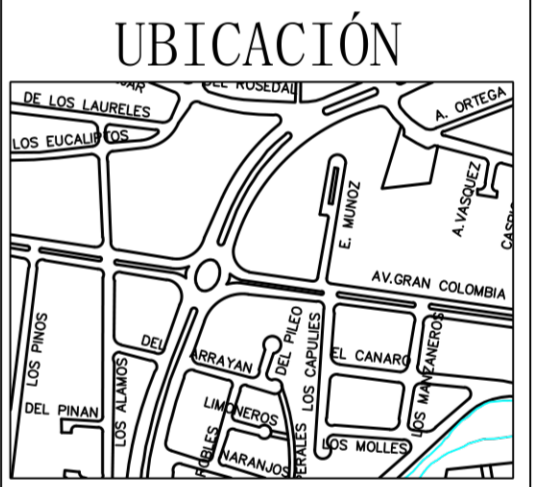 UBICACIÓN
DEL ROSEDAL
DE LOS LAURELES
A. ORTEGA
LOS EUCALIPTOS
A.VASQUEZ
E. MUNOZ
AV.GRAN COLOMBIA
LOS PINOS
DEL
ARRAYAN
DEL PILEO
LOS CAPULIES
EL CANARO
LOS MANZANEROS
LOS ALAMOS
DEL PINAN
LIMONEROS
ROBLES
NARANJOS
LOS MOLLES